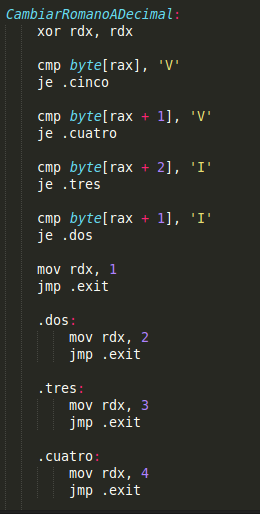 CambiarRomanoADecimal:
xor rdx, rdx
cmp byte[rax], 'V'
je .cinco
cmp byte[rax + 1], 'V'
je .cuatro
cmp byte[rax + 2], 'I'
je .tres
cmp byte[rax + 1], 'I'
je .dos
mov rdx, 1
jmp .exit
.dos:
mov rdx, 2
jmp .exit
.tres:
mov rdx, 3
jmp .exit
.cuatro:
mov rdx, 4
jmp .exit